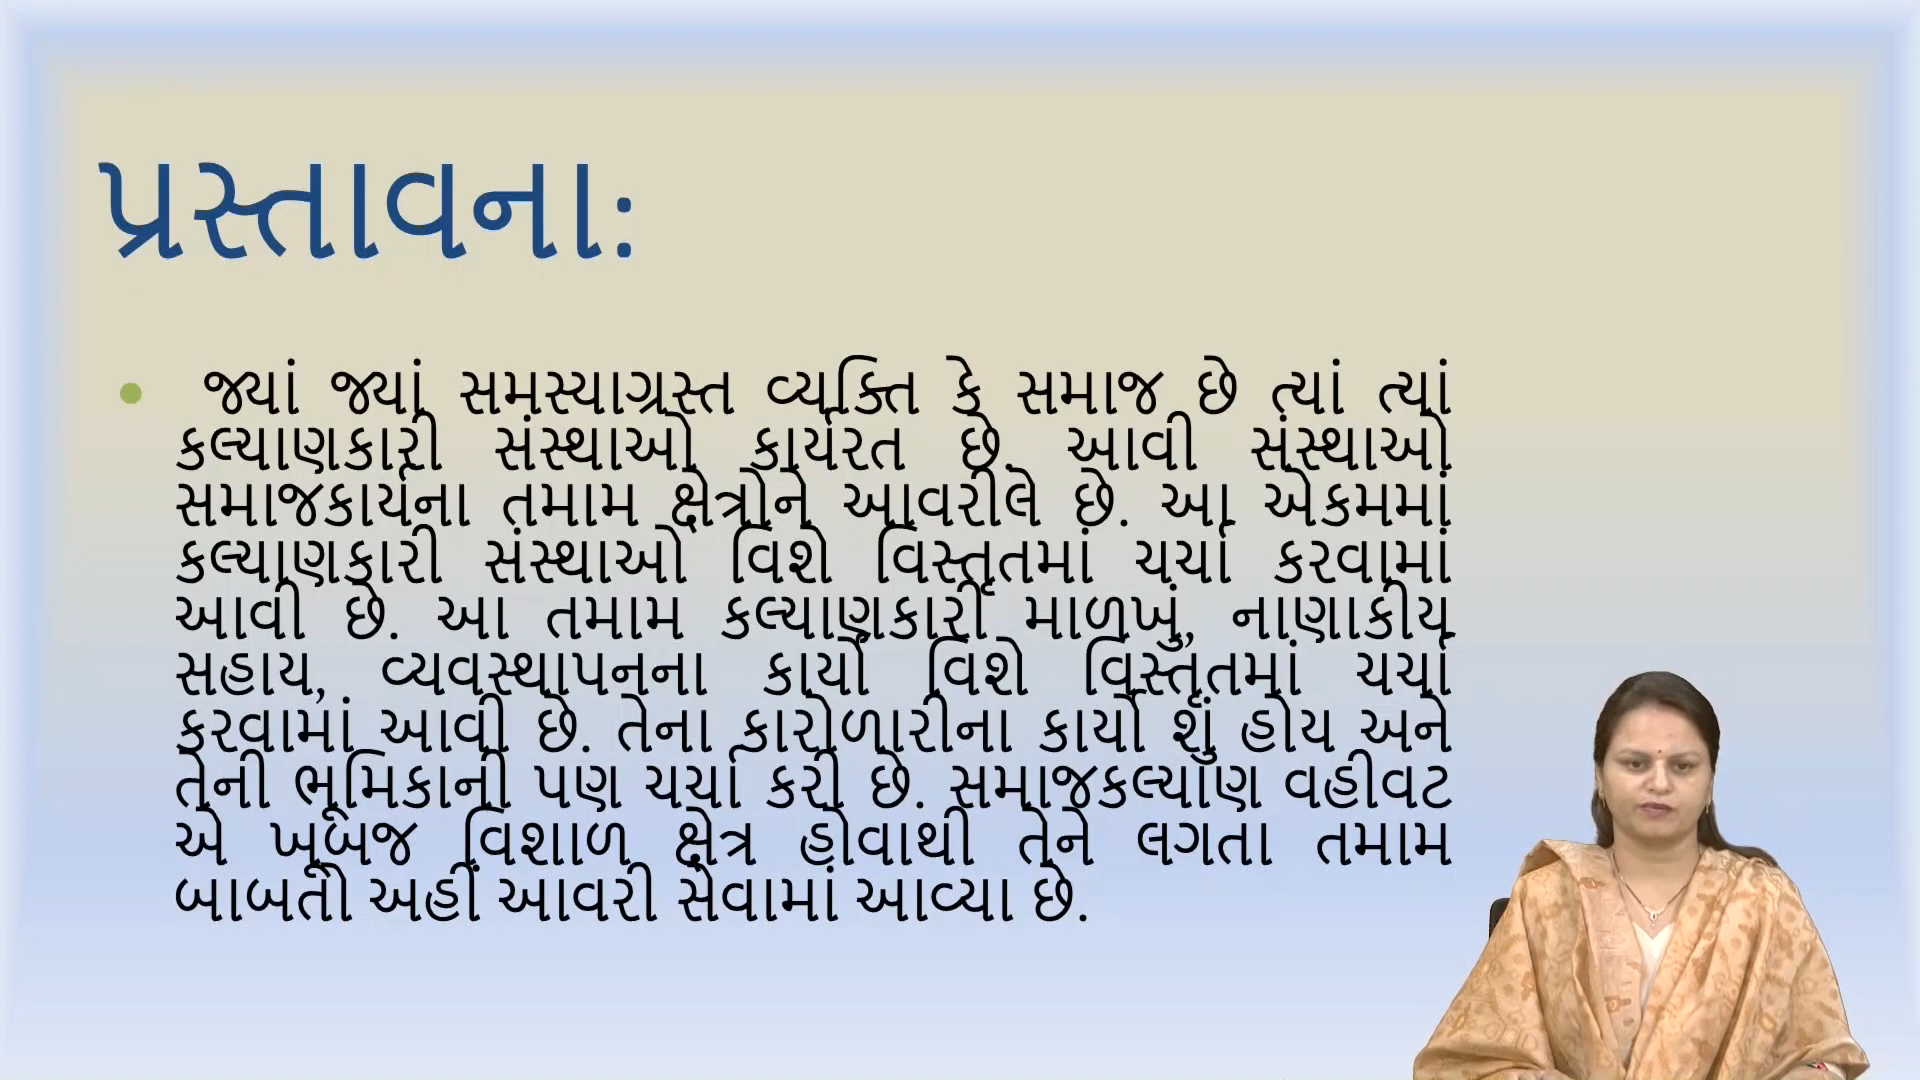 પ્રસ્તાવના:
• જ્યાં જ્યાં સમસ્યાગ્રસ્ત વ્યક્તિ કે સમાજ છે ત્યાં ત્યાં
કલ્યાણકારી સંસ્થાઓ કાર્યરત છે. આવી સંસ્થાઓ
સમાજકાર્યના તમામ ક્ષેત્રોને આવરીલે છે. આ એકમમાં
કલ્યાણકારી સંસ્થાઓ વિશે વિસ્તૃતમાં ચર્ચા કરવામાં
આવી છે. આ તમામ કલ્યાણકારી માળખું, નાણાકીય
સહાય, વ્યવસ્થાપનના કાર્યો વિશે વિસ્તૃતમાં ચર્ચા
કરવામાં આવી છે. તેના કારોળારીના કાર્યો શું હોય અને
તેની ભૂમિકાની પણ ચર્ચા કરી છે. સમાજકલ્યાણ વહીવટ
એ ખૂબજ વિશાળ ક્ષેત્ર હોવાથી તેને લગતા તમામ
બાબતો અહીં આવરી સેવામાં આવ્યા છે.